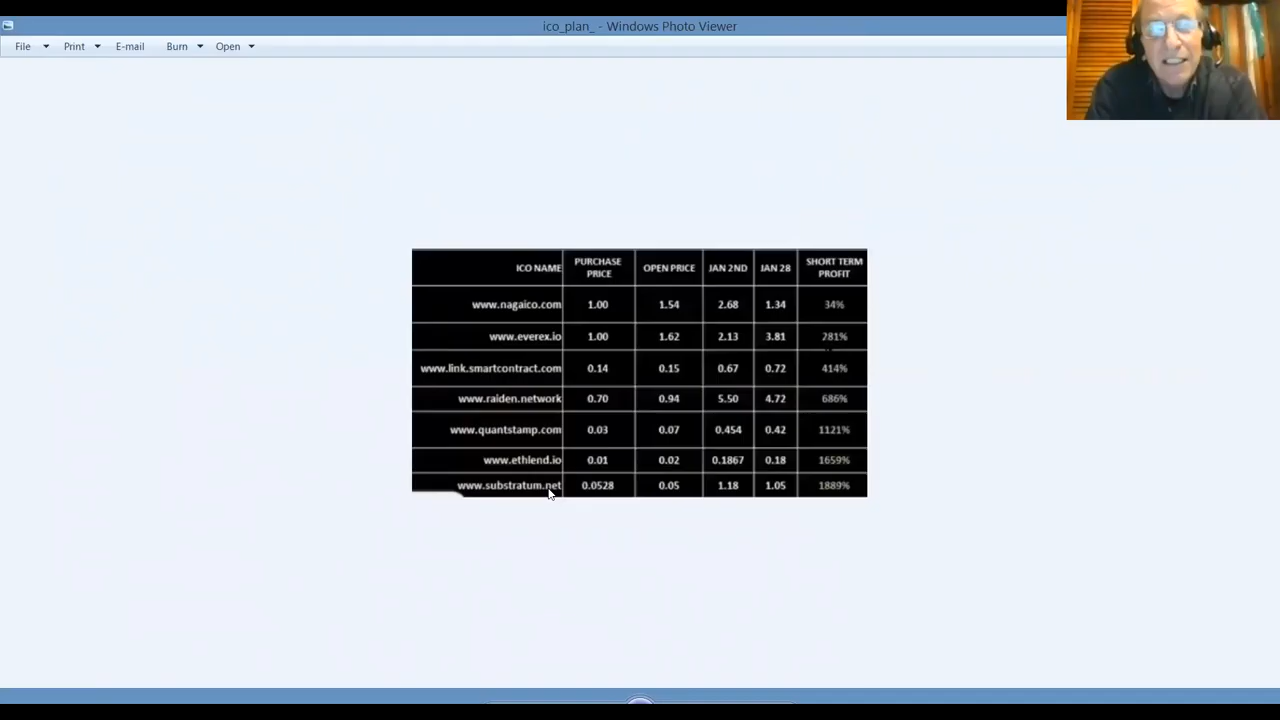 ico_plan_ - Windows Photo Viewer
File Print E-mail Burn Open
ICO NAME PURCHASE PRICE OPEN PRICE JAN 2ND JAN 28 SHORT TERM PROFIT
www.nagaico.com 1.00 1.54 2.68 1.34 34%
www.everex.io 1.00 1.62 2.13 3.81 281%
www.link.smartcontract.com 0.14 0.15 0.67 0.72 414%
www.raiden.network 0.70 0.94 5.50 4.72 686%
www.quantstamp.com 0.03 0.07 0.454 0.42 1121%
www.ethlend.io 0.01 0.02 0.1867 0.18 1659%
www.substratum.net 0.0528 0.05 1.18 1.05 1889%